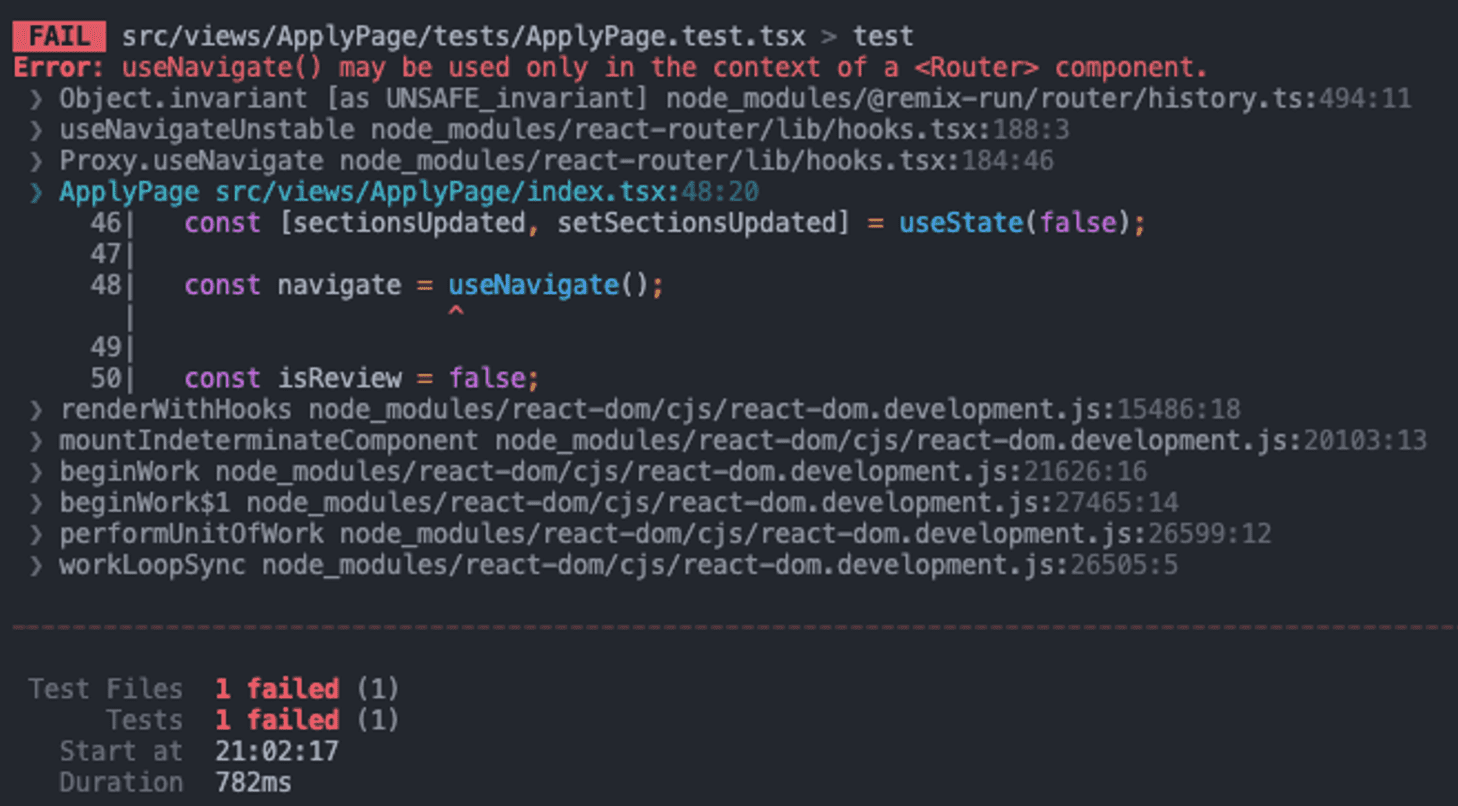 FAIL src/views/ApplyPage/tests/ApplyPage.test.tsx > test
Error: useNavigate() may be used only in the context of a <Router> component.
❯ Object.invariant [as UNSAFE_invariant] node_modules/@remix-run/router/history.ts:494:11
❯ useNavigateUnstable node_modules/react-router/lib/hooks.tsx:188:3
❯ Proxy.useNavigate node_modules/react-router/lib/hooks.tsx:184:46
❯ ApplyPage src/views/ApplyPage/index.tsx:48:20
46| const [sectionsUpdated, setSectionsUpdated] = useState(false);
47|
48| const navigate = useNavigate();
| ^
49|
50| const isReview = false;
❯ renderWithHooks node_modules/react-dom/cjs/react-dom.development.js:15486:18
❯ mountIndeterminateComponent node_modules/react-dom/cjs/react-dom.development.js:20103:13
❯ beginWork node_modules/react-dom/cjs/react-dom.development.js:21626:16
❯ beginWork$1 node_modules/react-dom/cjs/react-dom.development.js:27465:14
❯ performUnitOfWork node_modules/react-dom/cjs/react-dom.development.js:26599:12
❯ workLoopSync node_modules/react-dom/cjs/react-dom.development.js:26505:5
Test Files 1 failed (1)
Tests 1 failed (1)
Start at 21:02:17
Duration 782ms